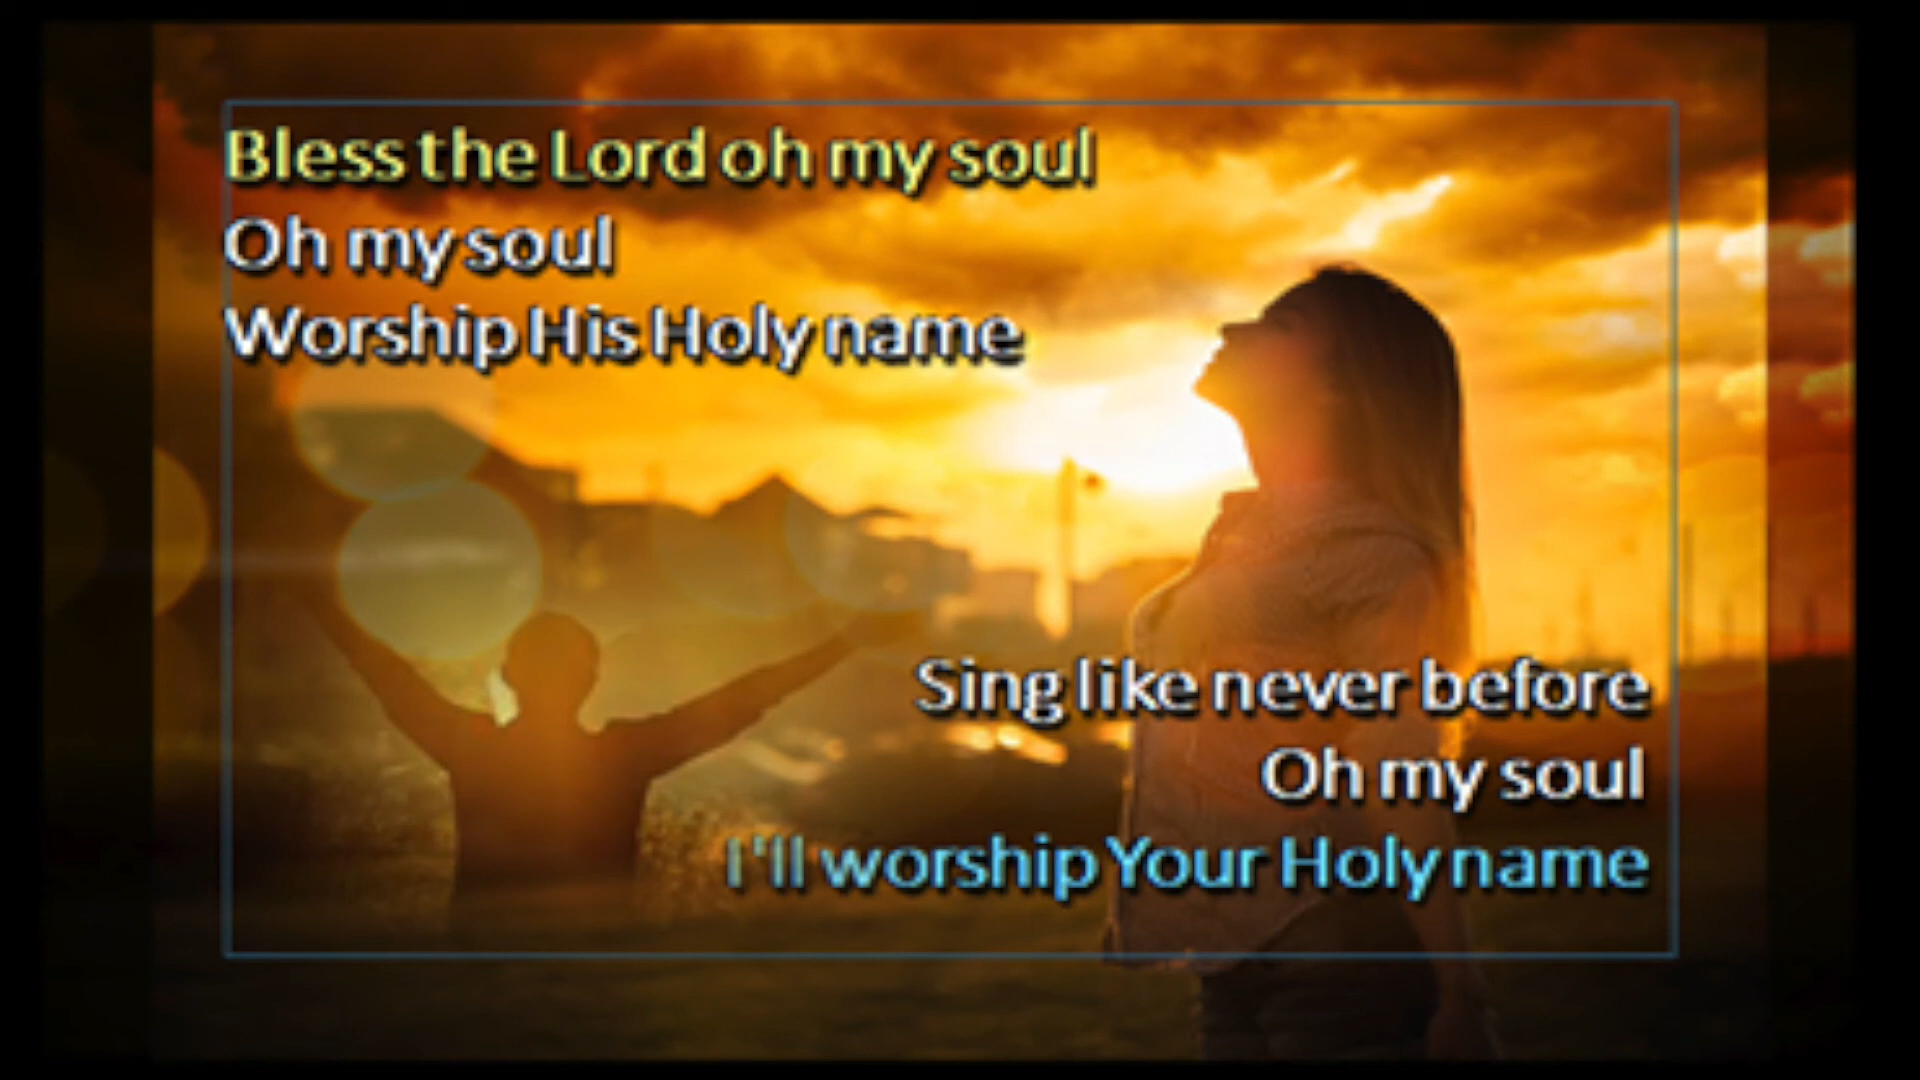 Bless the Lord oh my soul
Oh my soul
Worship His Holy name
Sing like never before
Oh my soul
I'll worship Your Holy name